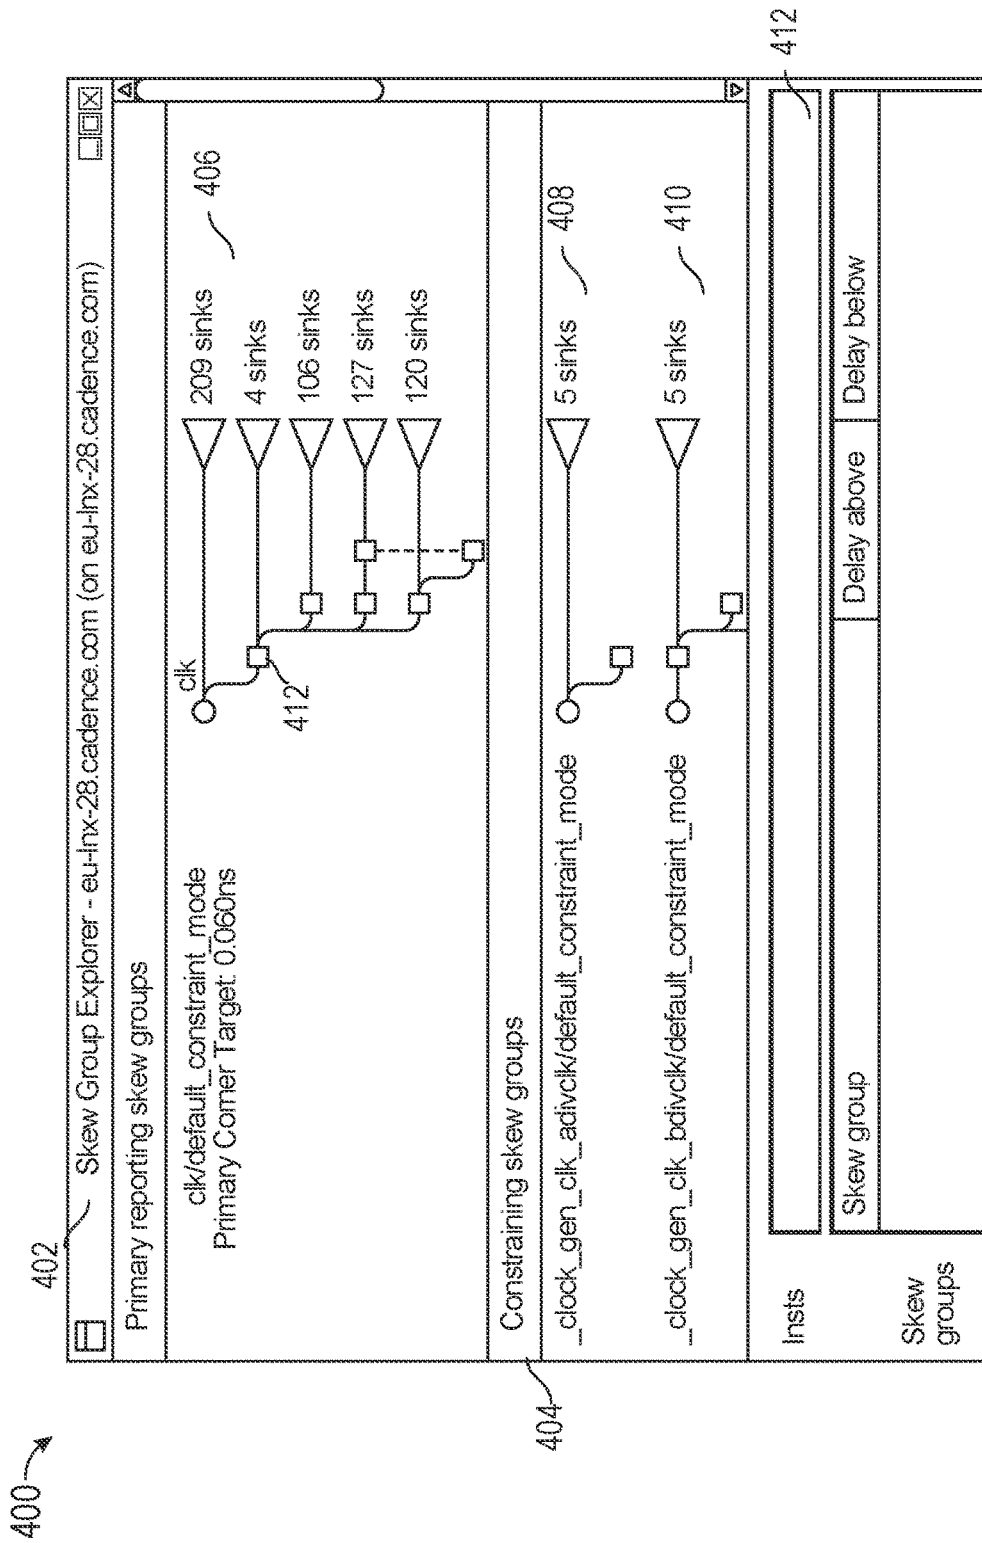 400
402
Skew Group Explorer - eu-lnx-28.cadence.com (on eu-lnx-28.cadence.com)
Primary reporting skew groups
clk/default_constraint_mode
Primary Corner Target: 0.060ns
clk
412
209 sinks
4 sinks
106 sinks
127 sinks
120 sinks
406
404
Constraining skew groups
_clock_gen_clk_adivclk/default_constraint_mode
5 sinks
408
_clock_gen_clk_bdivclk/default_constraint_mode
5 sinks
410
Insts
412
Skew
groups
Skew group
Delay above
Delay below